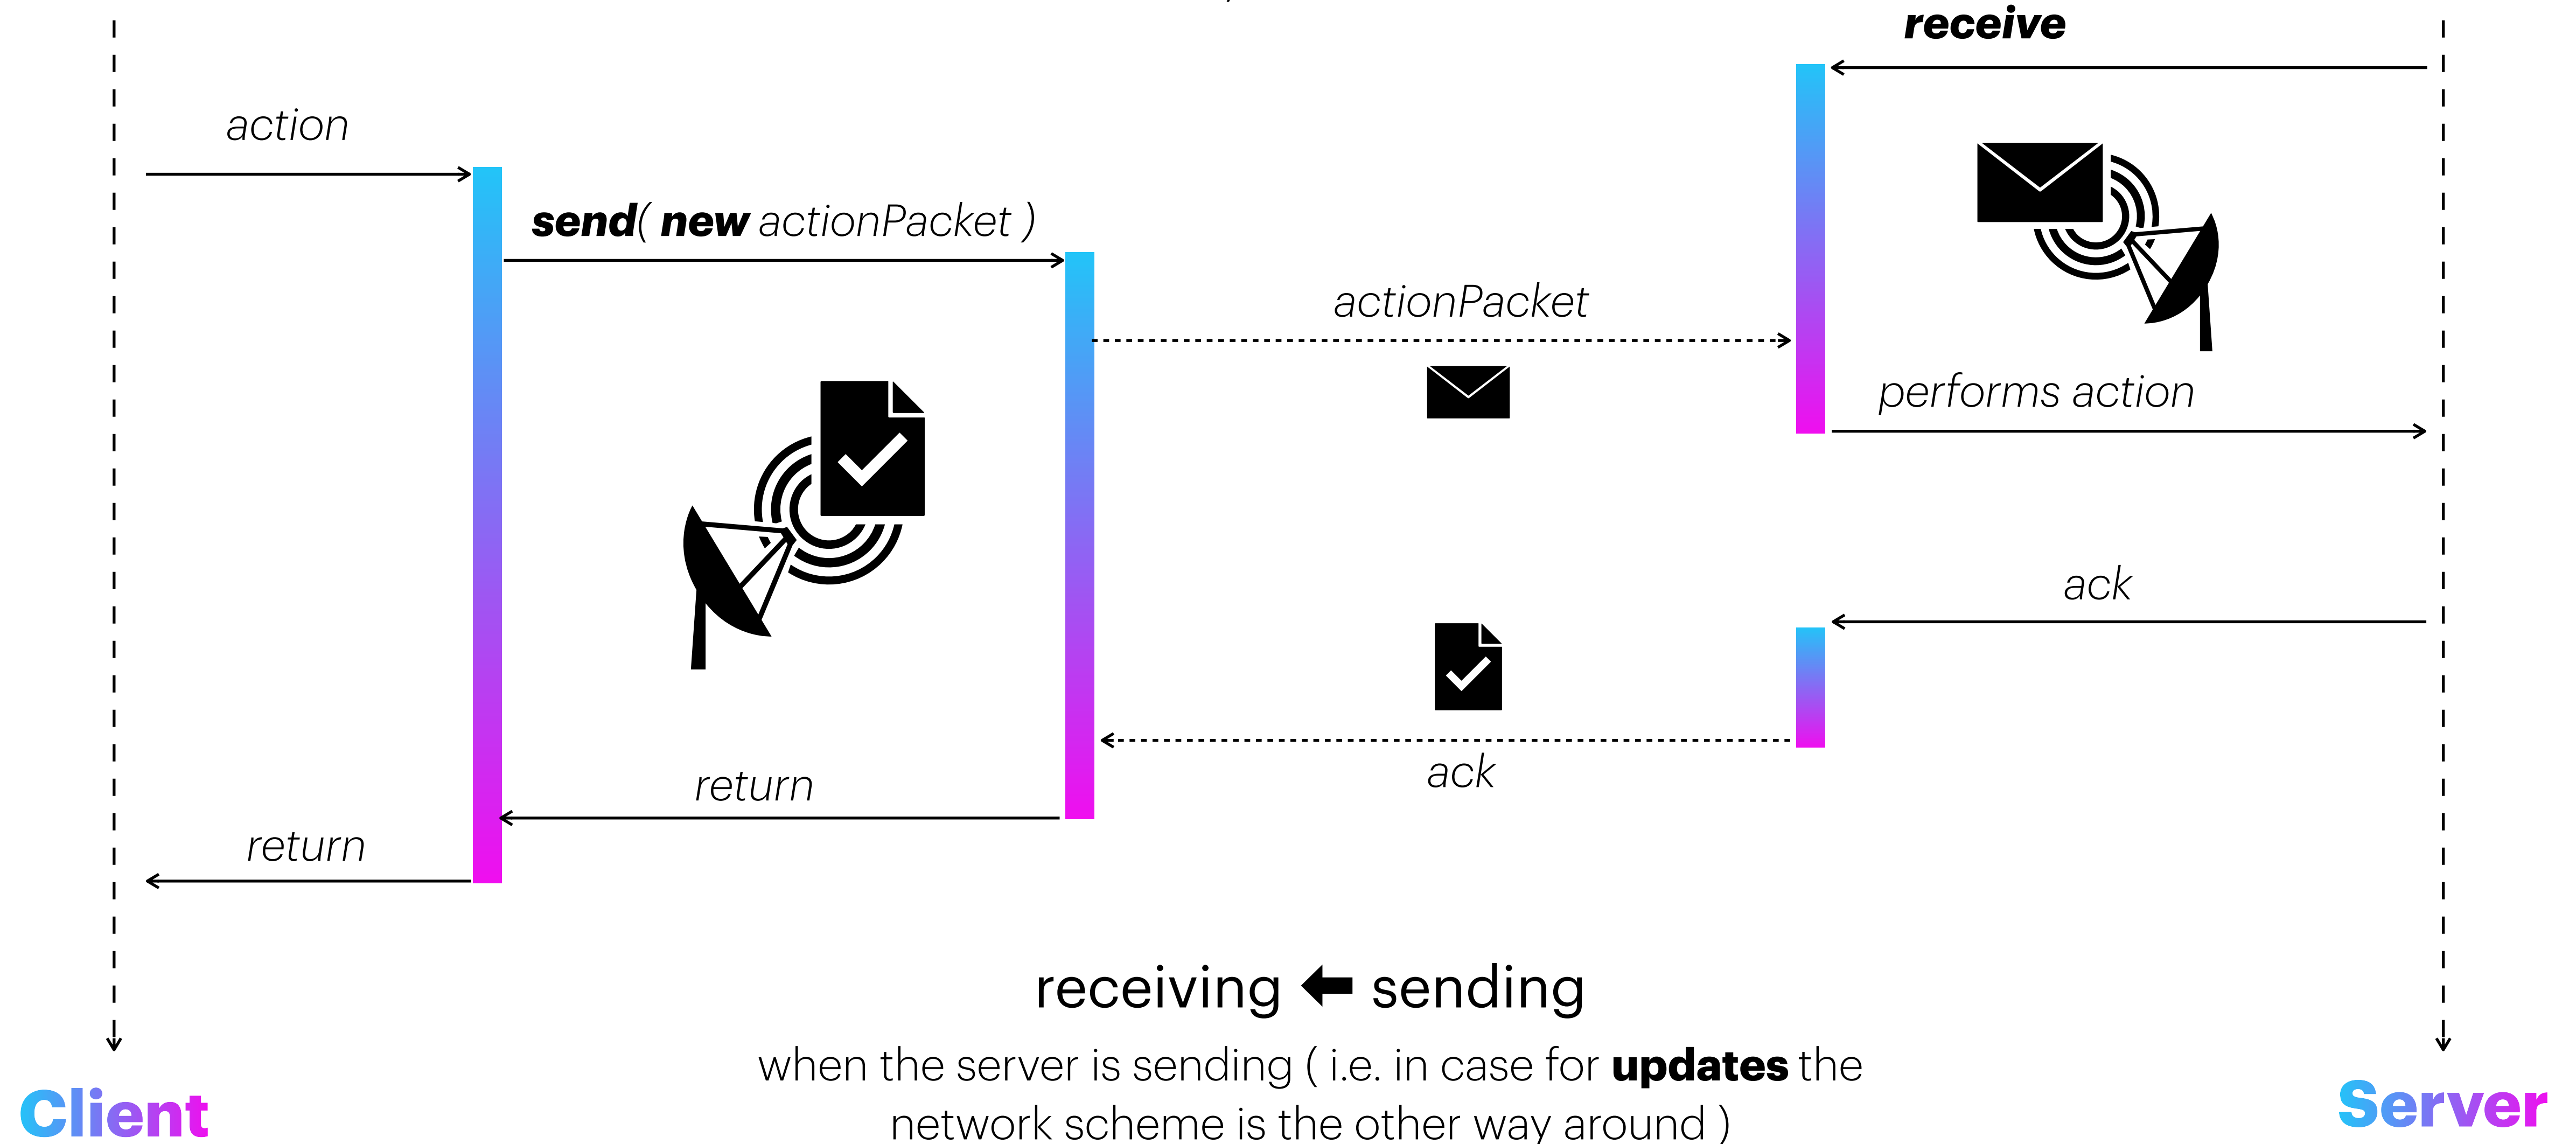 receive
action
send( new actionPacket )
actionPacket
performs action
ack
ack
return
return
receiving ⬅ sending
when the server is sending ( i.e. in case for updates the
network scheme is the other way around )
Client
Server